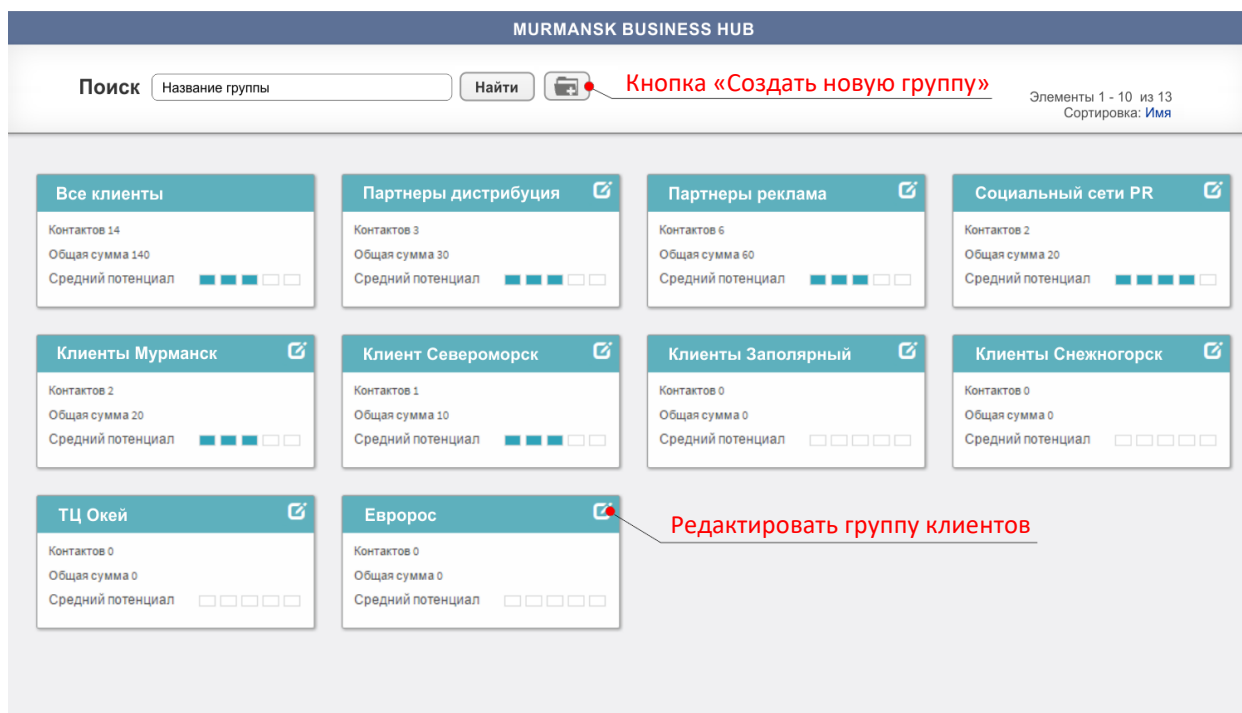 MURMANSK BUSINESS HUB
Поиск Название группы Найти Кнопка «Создать новую группу»
Элементы 1 - 10 из 13
Сортировка: Имя
Все клиенты
Контактов 14
Общая сумма 140
Средний потенциал
Партнеры дистрибуция
Контактов 3
Общая сумма 30
Средний потенциал
Партнеры реклама
Контактов 6
Общая сумма 60
Средний потенциал
Социальный сети PR
Контактов 2
Общая сумма 20
Средний потенциал
Клиенты Мурманск
Контактов 2
Общая сумма 20
Средний потенциал
Клиент Североморск
Контактов 1
Общая сумма 10
Средний потенциал
Клиенты Заполярный
Контактов 0
Общая сумма 0
Средний потенциал
Клиенты Снежногорск
Контактов 0
Общая сумма 0
Средний потенциал
ТЦ Окей
Контактов 0
Общая сумма 0
Средний потенциал
Евророс
Контактов 0
Общая сумма 0
Средний потенциал
Редактировать группу клиентов